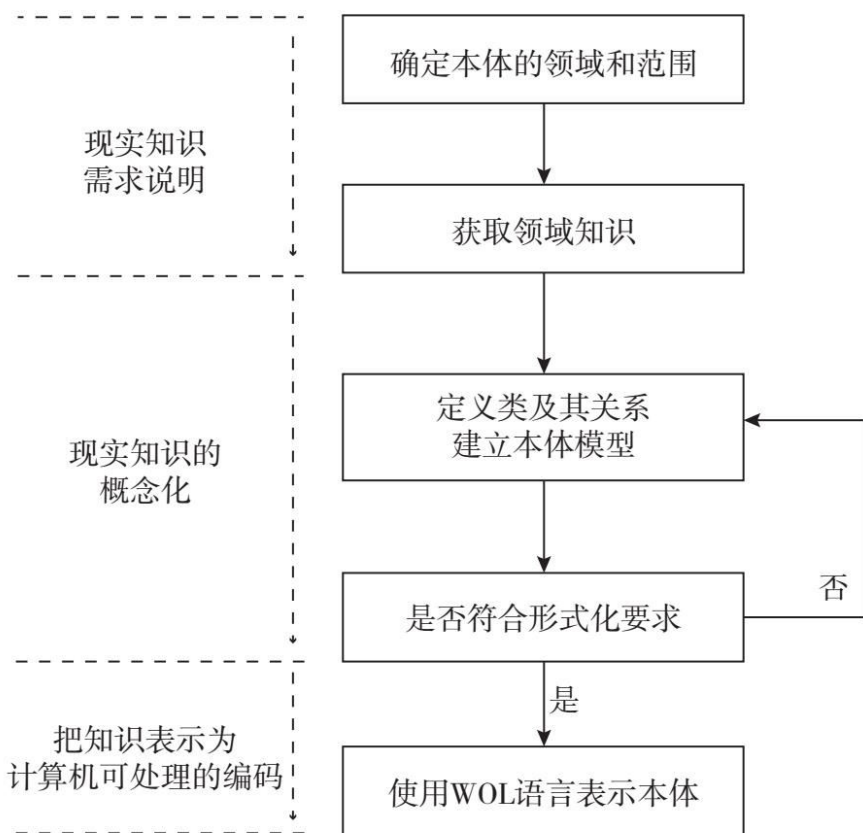 确定本体的领域和范围
现实知识
需求说明
获取领域知识
定义类及其关系
建立本体模型
现实知识的
概念化
否
是否符合形式化要求
是
把知识表示为
计算机可处理的编码
使用WOL语言表示本体